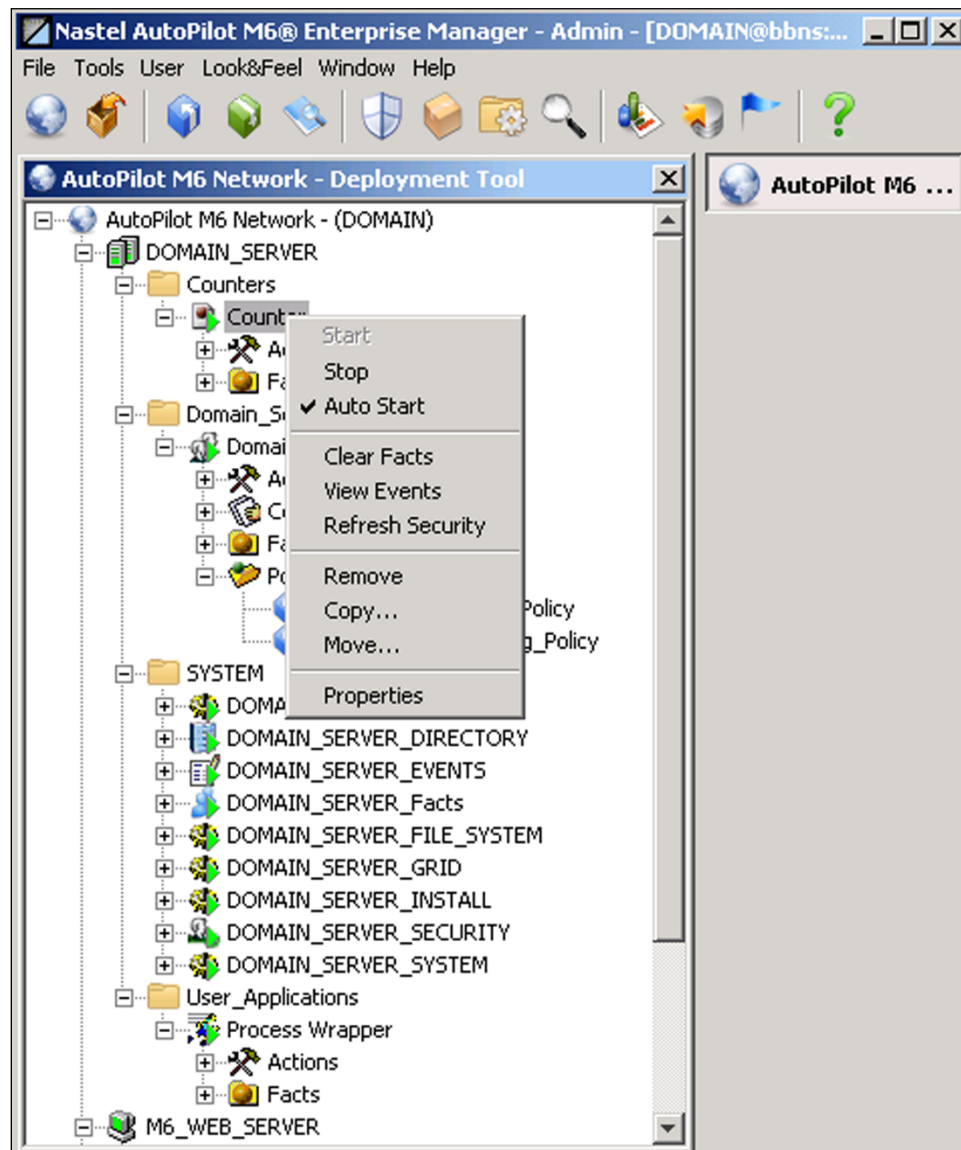 Nastel AutoPilot M6® Enterprise Manager - Admin - [DOMAIN@bbns:...
File Tools User Look&Feel Window Help
AutoPilot M6 Network - Deployment Tool
AutoPilot M6 ...
AutoPilot M6 Network - (DOMAIN)
DOMAIN_SERVER
Counters
Start
Stop
Auto Start
Clear Facts
View Events
Refresh Security
Remove
Copy...
Move...
Properties
Policy
_Policy
SYSTEM
DOMAIN_SERVER_DIRECTORY
DOMAIN_SERVER_EVENTS
DOMAIN_SERVER_Facts
DOMAIN_SERVER_FILE_SYSTEM
DOMAIN_SERVER_GRID
DOMAIN_SERVER_INSTALL
DOMAIN_SERVER_SECURITY
DOMAIN_SERVER_SYSTEM
User_Applications
Process Wrapper
Actions
Facts
M6_WEB_SERVER